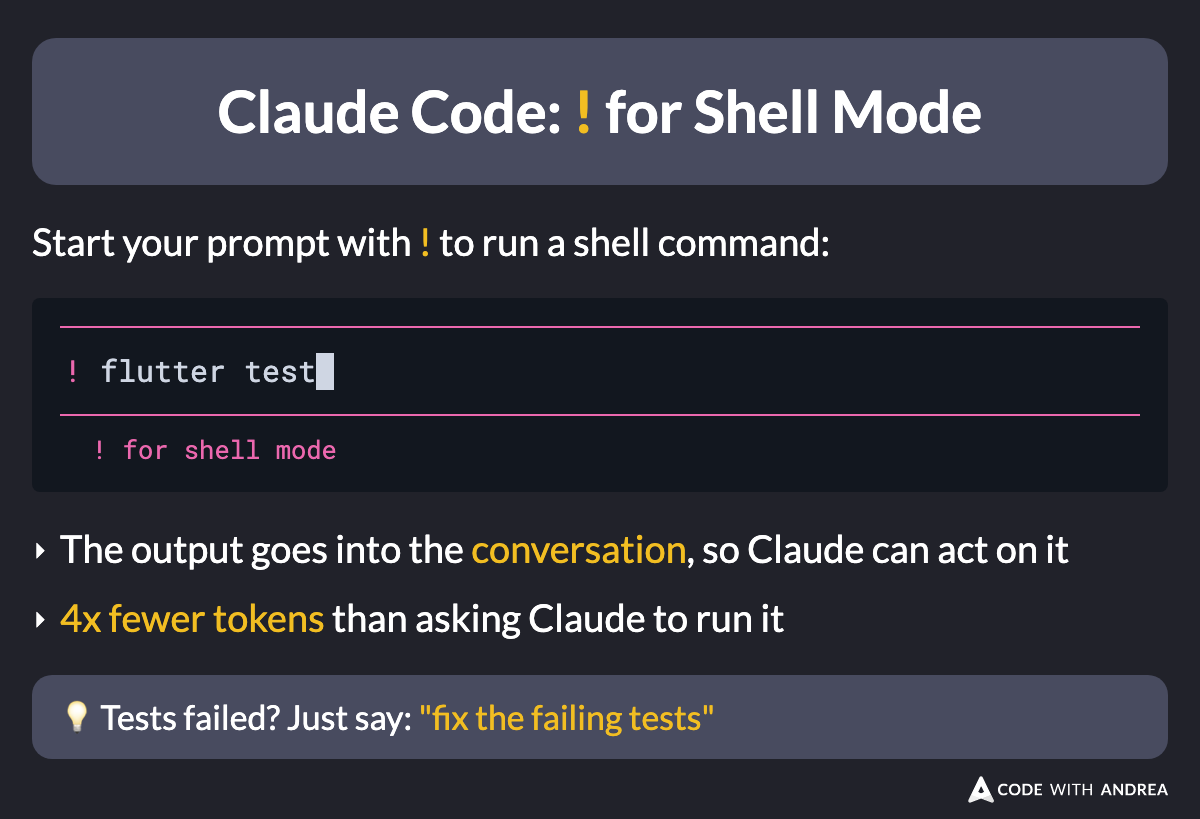 Claude Code: ! for Shell Mode
Start your prompt with ! to run a shell command:
! flutter test
! for shell mode
The output goes into the conversation, so Claude can act on it
4x fewer tokens than asking Claude to run it
Tests failed? Just say: "fix the failing tests"
CODE WITH ANDREA